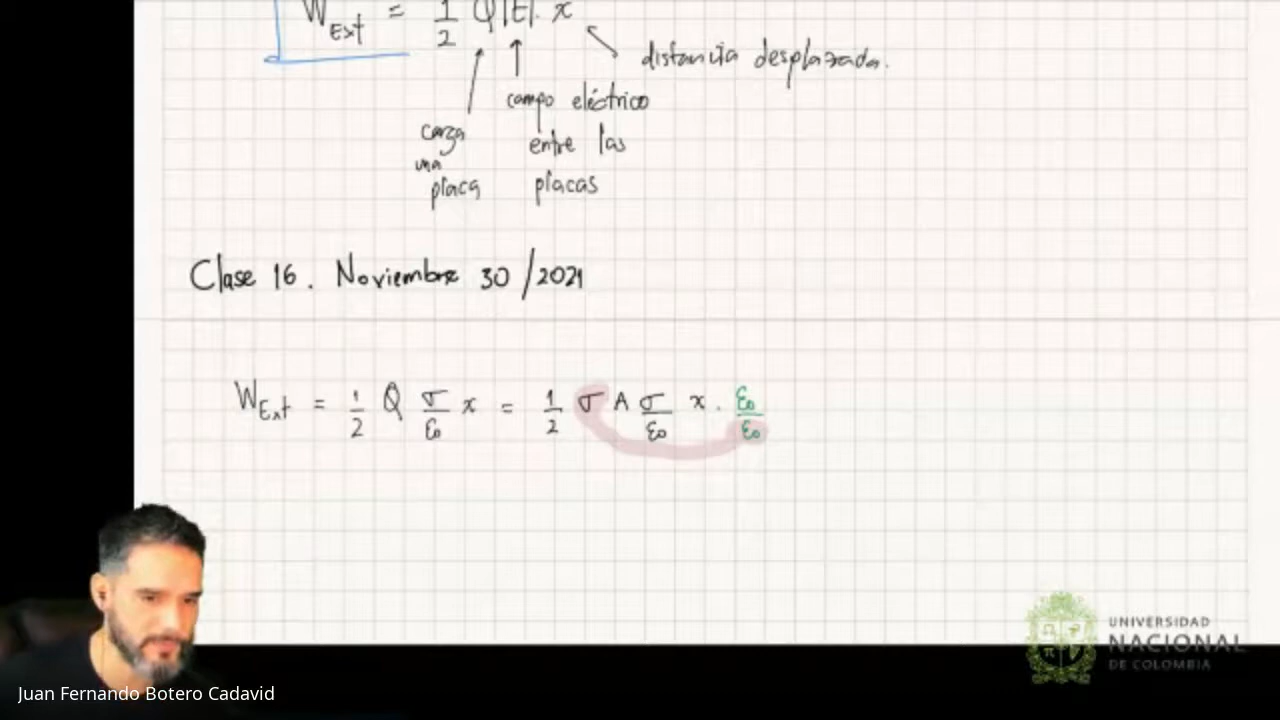 W_Ext = 1/2 Q|E|. x
distancia desplazada.
campo eléctrico
entre las
placas
carga
una
placa
Clase 16. Noviembre 30/2021
W_Ext = 1/2 Q σ/ε₀ x = 1/2 σ A σ/ε₀ x . ε₀/ε₀
UNIVERSIDAD
NACIONAL
DE COLOMBIA
Juan Fernando Botero Cadavid